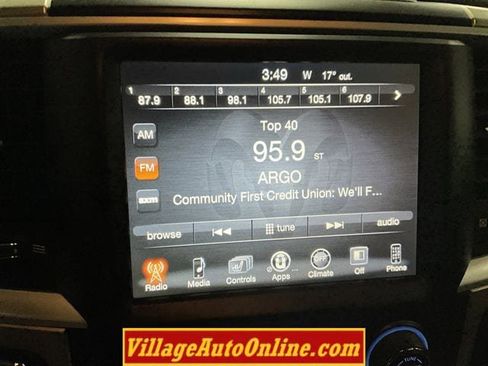 3:49 W 17° out.
1 2 3 4 5 6
87.9 88.1 98.1 105.7 105.1 107.9
Top 40
AM
95.9 ST
FM
ARGO
sxm
Community First Credit Union: We'll F...
browse tune audio
Radio Media Controls Apps Climate Off Phone
TUNE
VillageAutoOnline.com